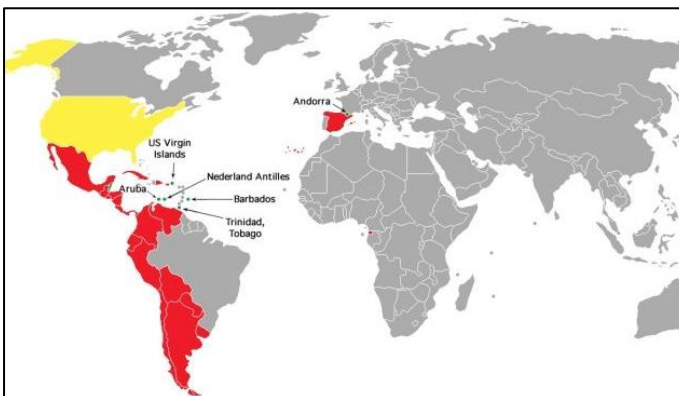 Andorra
US Virgin
Islands
Nederland Antilles
Aruba
Barbados
Trinidad,
Tobago